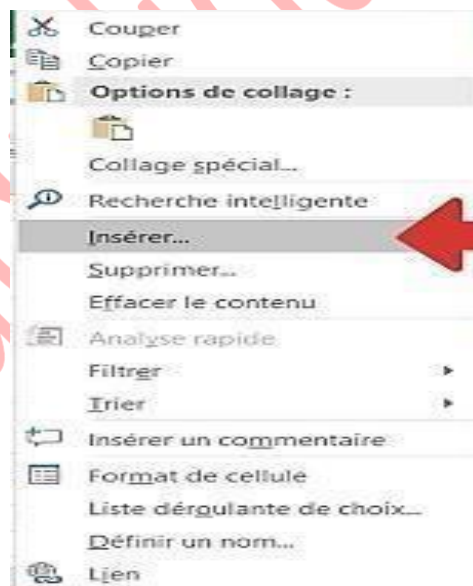 Couper
Copier
Options de collage :
Collage spécial...
Recherche intelligente
Insérer...
Supprimer...
Effacer le contenu
Analyse rapide
Filtrer
Trier
Insérer un commentaire
Format de cellule
Liste déroulante de choix...
Définir un nom...
Lien